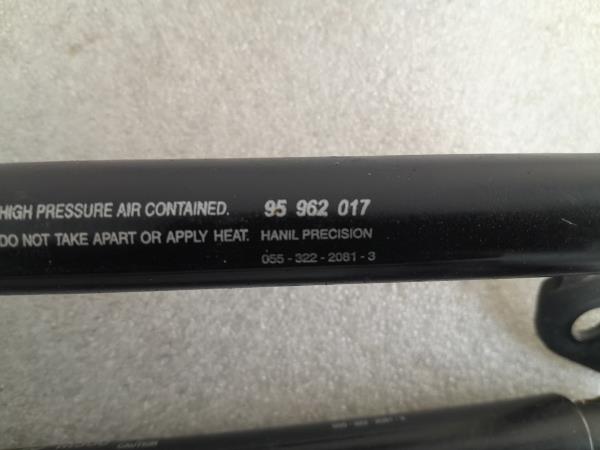 HIGH PRESSURE AIR CONTAINED. 95 962 017
DO NOT TAKE APART OR APPLY HEAT. HANIL PRECISION
055 - 322 - 2081 - 3
CAUTION